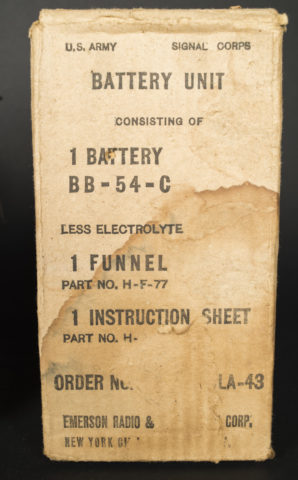 U.S. ARMY SIGNAL CORPS
BATTERY UNIT
CONSISTING OF
1 BATTERY
BB-54-C
LESS ELECTROLYTE
1 FUNNEL
PART NO. H-F-77
1 INSTRUCTION SHEET
PART NO. H-
ORDER LA-43
EMERSON RADIO & CORP.
NEW YORK